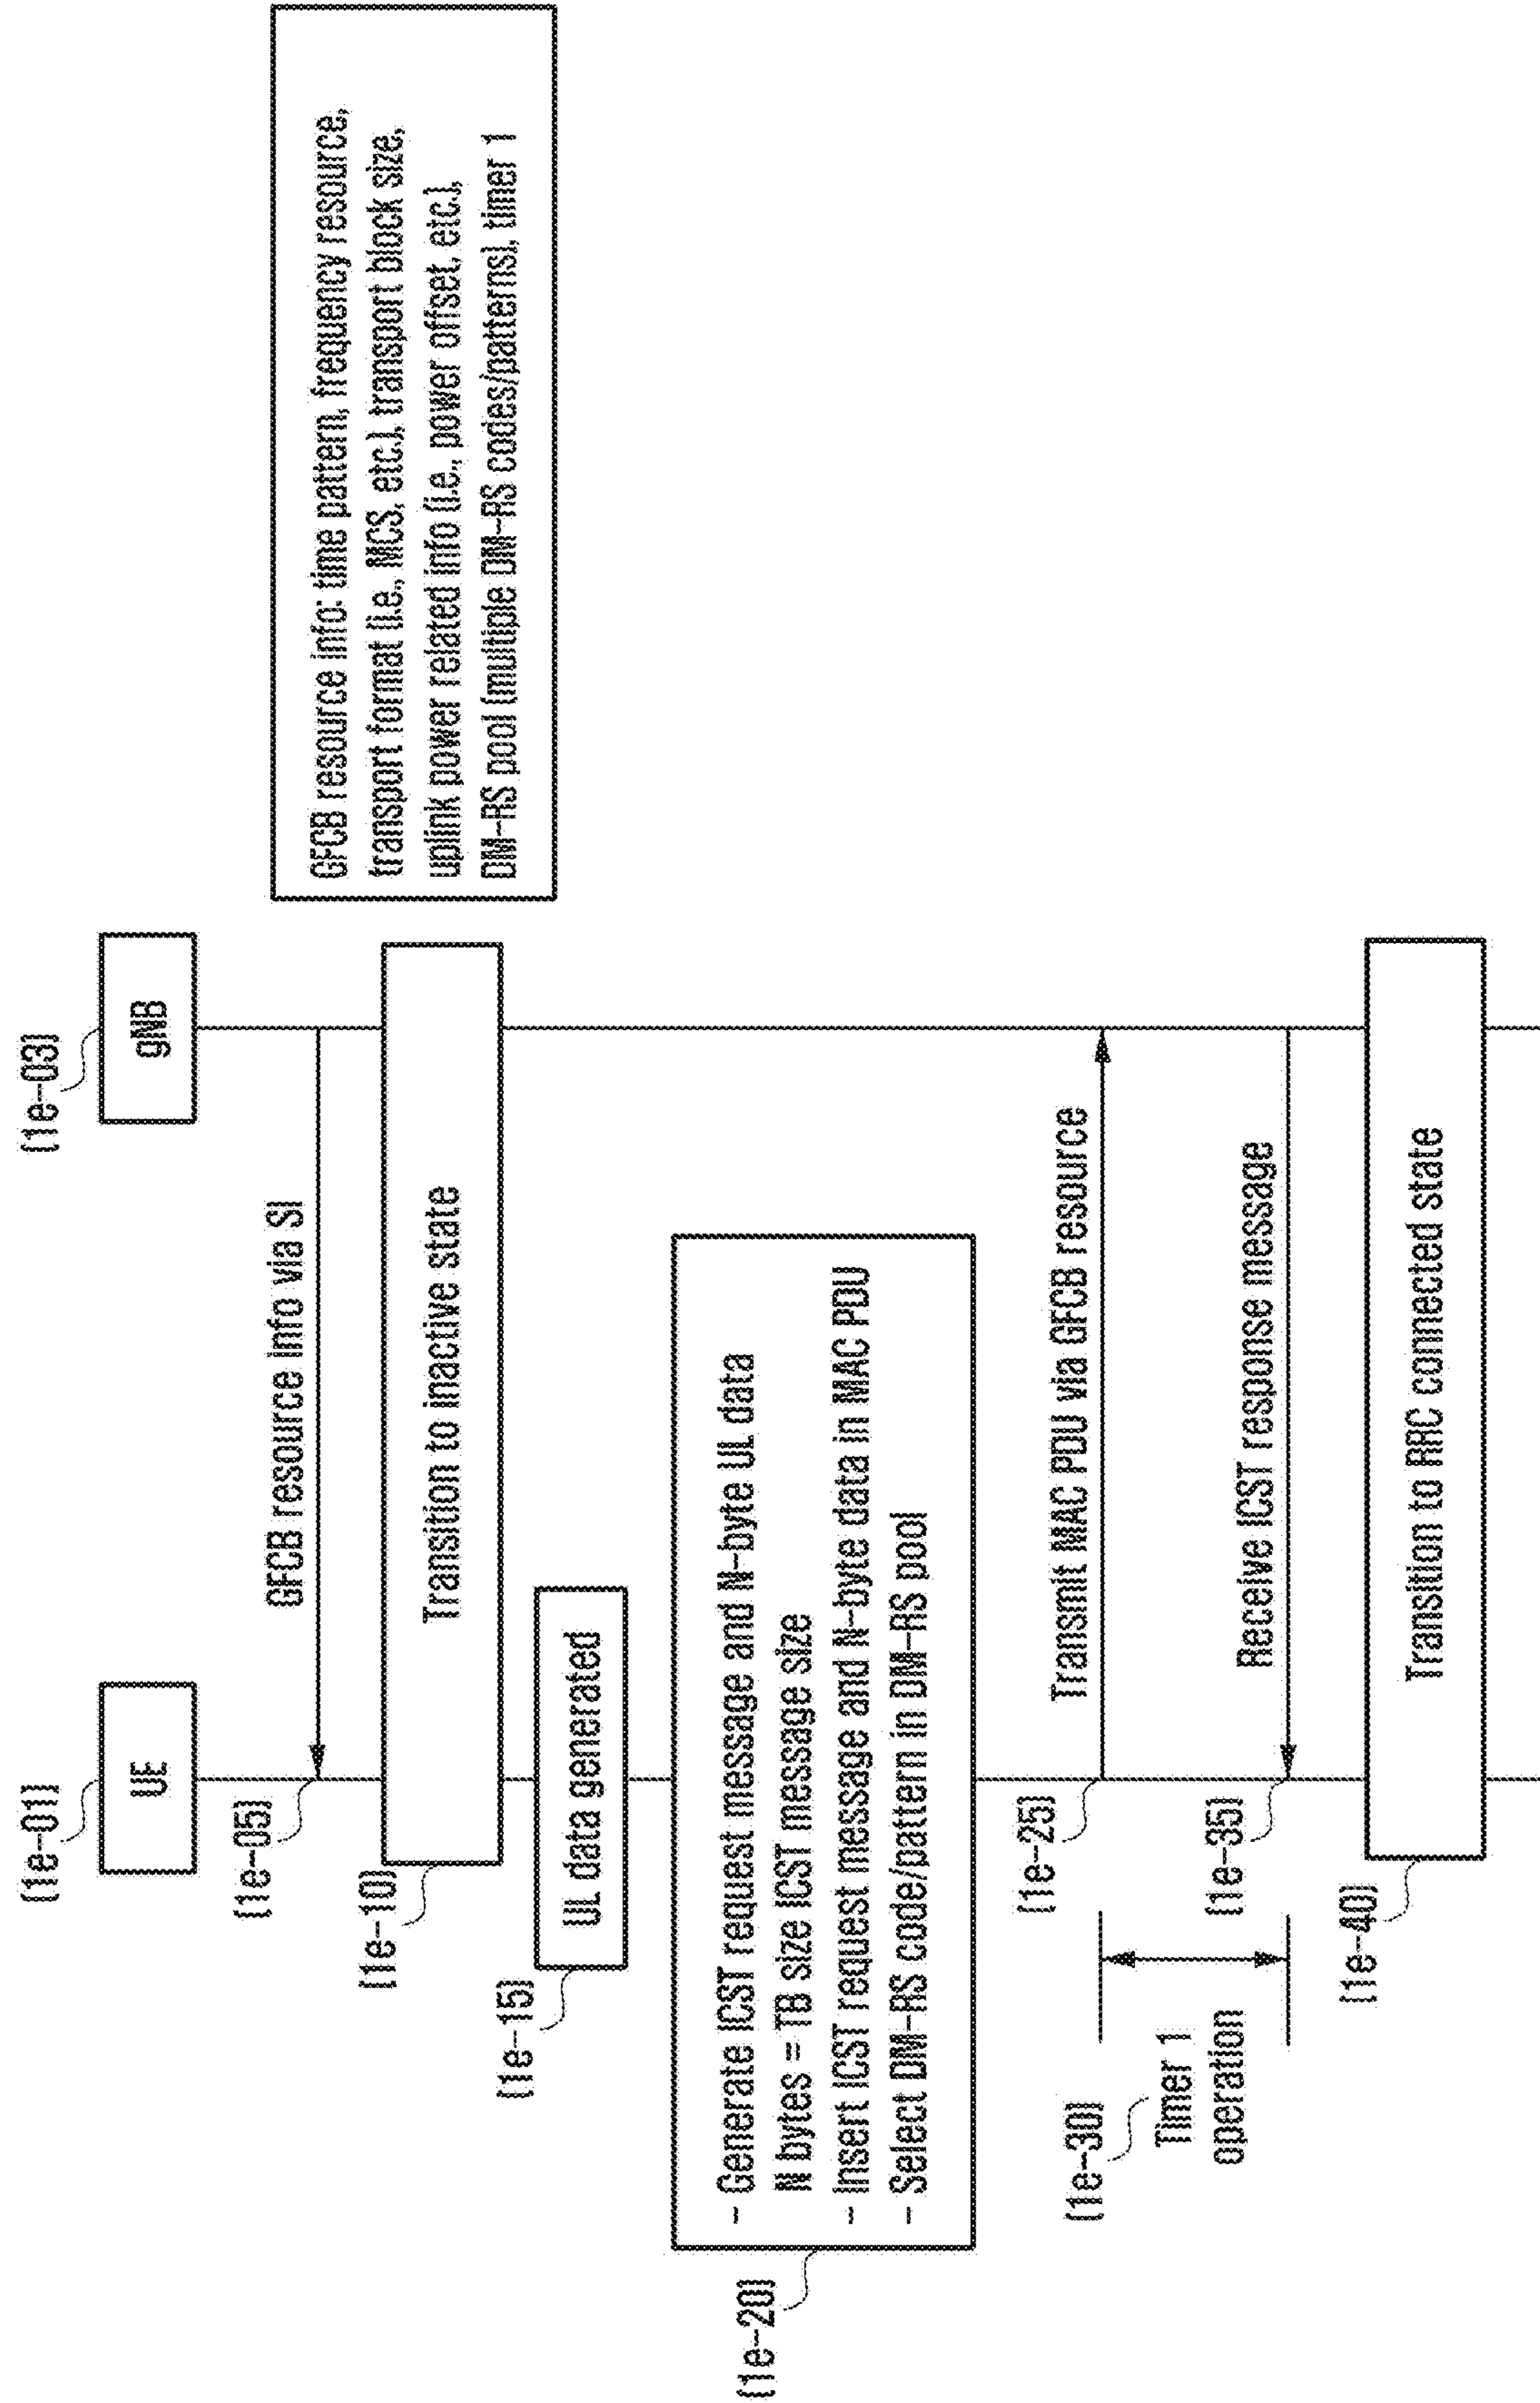 (1e-01)
(1e-03)
UE
gNB
(1e-05)
GFCB resource info via SI
GFCB resource info: time pattern, frequency resource,
transport format (i.e., MCS, etc.), transport block size,
uplink power related info (i.e., power offset, etc.),
DM-RS pool (multiple DM-RS codes/patterns), timer 1
(1e-10)
Transition to inactive state
(1e-15)
UL data generated
(1e-20)
- Generate ICST request message and N-byte UL data
N bytes = TB size ICST message size
- Insert ICST request message and N-byte data in MAC PDU
- Select DM-RS code/pattern in DM-RS pool
(1e-25)
Transmit MAC PDU via GFCB resource
(1e-30)
Timer 1
operation
(1e-35)
Receive ICST response message
(1e-40)
Transition to RRC connected state